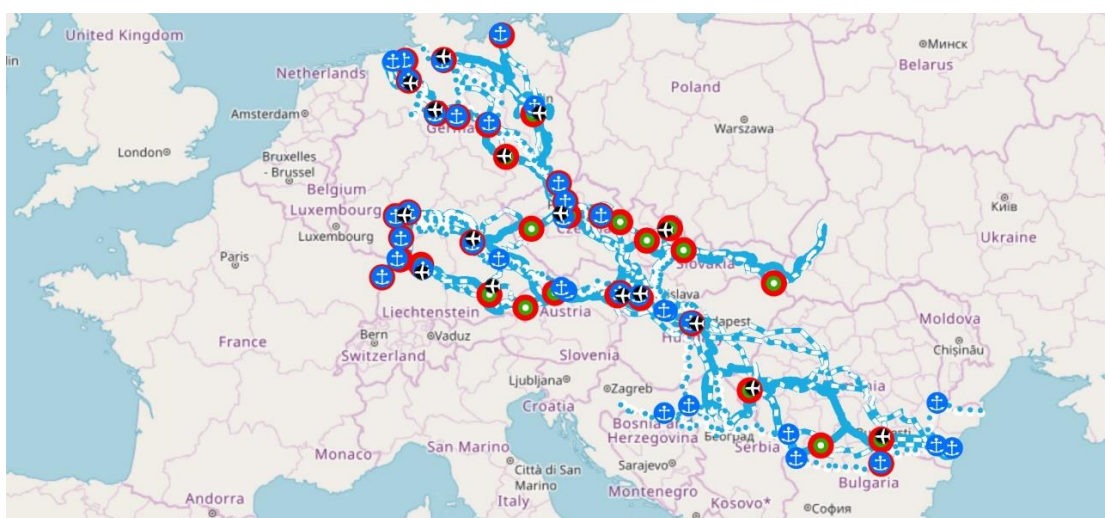 United Kingdom
Минск
Belarus
Netherlands
Poland
Amsterdam
Warszawa
London
Bruxelles
- Brussel
Belgium
Luxembourg
Київ
Luxembourg
Ukraine
Paris
Slovakia
Liechtenstein
Austria
Moldova
France
Bern
Vaduz
Chișinău
Switzerland
Slovenia
Ljubljana
Zagreb
Croatia
Bosnia an
Herzegovina
Београд
San Marino
Serbia
Monaco
Città di San
Marino
Sarajevo
Bulgaria
Andorra
Italy
Montenegro
Kosovo*
София